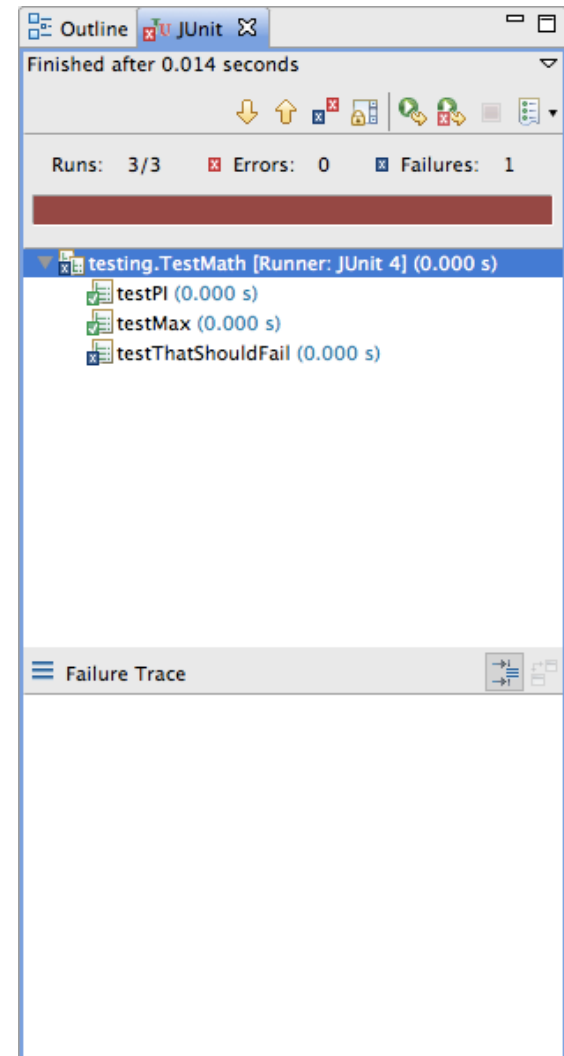 Outline JUnit
Finished after 0.014 seconds
Runs: 3/3 Errors: 0 Failures: 1
testing.TestMath [Runner: JUnit 4] (0.000 s)
testPI (0.000 s)
testMax (0.000 s)
testThatShouldFail (0.000 s)
Failure Trace